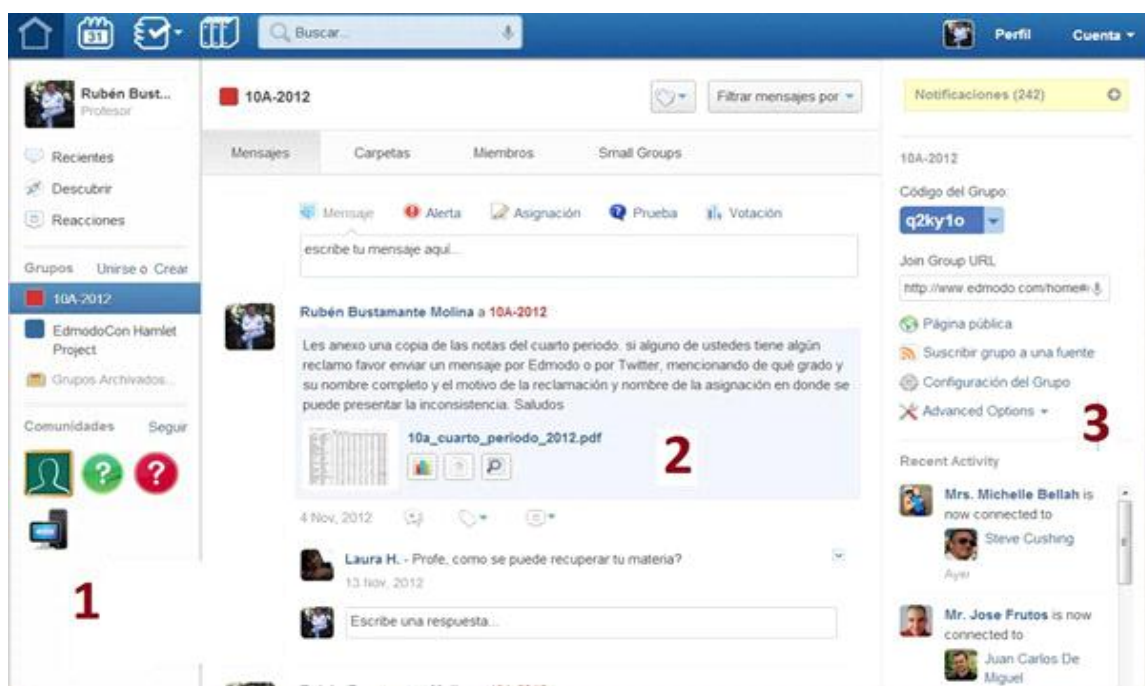 31
Buscar...
Perfil
Cuenta
Rubén Bust...
Profesor
Recientes
Descubrir
Reacciones
Grupos Unirse o Crear
10A-2012
EdmodoCon Hamlet
Project
Grupos Archivados...
Comunidades Seguir
1
10A-2012
Filtrar mensajes por
Mensajes Carpetas Miembros Small Groups
Mensaje Alerta Asignación Prueba Votación
escribe tu mensaje aquí...
Rubén Bustamante Molina a 10A-2012
Les anexo una copia de las notas del cuarto periodo. si alguno de ustedes tiene algún
reclamo favor enviar un mensaje por Edmodo o por Twitter, mencionando de qué grado y
su nombre completo y el motivo de la reclamación y nombre de la asignación en donde se
puede presentar la inconsistencia. Saludos
10a_cuarto_periodo_2012.pdf
2
4 Nov, 2012
Laura H. - Profe, como se puede recuperar tu materia?
13 Nov, 2012
Escribe una respuesta...
Notificaciones (242)
10A-2012
Código del Grupo:
q2ky1o
Join Group URL
http://www.edmodo.com/home#/
Página pública
Suscribir grupo a una fuente
Configuración del Grupo
Advanced Options
3
Recent Activity
Mrs. Michelle Bellah is
now connected to
Steve Cushing
Ayer
Mr. Jose Frutos is now
connected to
Juan Carlos De
Miguel